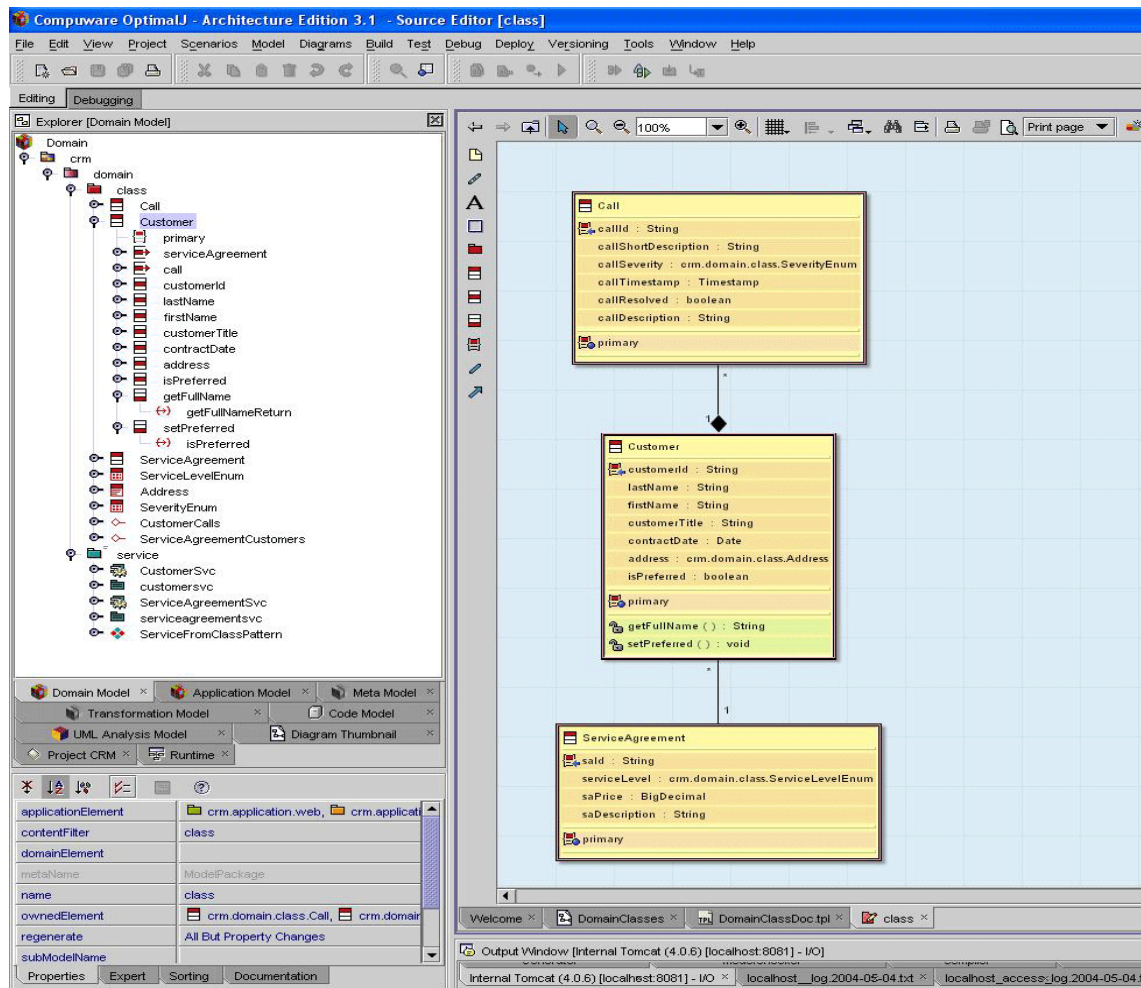 Compuware OptimalJ - Architecture Edition 3.1 - Source Editor [class]
File Edit View Project Scenarios Model Diagrams Build Test Debug Deploy Versioning Tools Window Help
Editing Debugging
Explorer [Domain Model]
Domain
crm
domain
class
Call
Customer
primary
serviceAgreement
call
customerId
lastName
firstName
customerTitle
contractDate
address
isPreferred
getFullName
getFullNameReturn
setPreferred
isPreferred
ServiceAgreement
ServiceLevelEnum
Address
SeverityEnum
CustomerCalls
ServiceAgreementCustomers
service
CustomerSvc
customersvc
ServiceAgreementSvc
serviceagreementsvc
ServiceFromClassPattern
Domain Model Application Model Meta Model
Transformation Model Code Model
UML Analysis Model Diagram Thumbnail
Project CRM Runtime
applicationElement crm.application.web, crm.applicati
contentFilter class
domainElement
metaName ModelPackage
name class
ownedElement crm.domain.class.Call, crm.domain
regenerate All But Property Changes
subModelName
Properties Expert Sorting Documentation
100% Print page
A
Call
callId : String
callShortDescription : String
callSeverity : crm.domain.class.SeverityEnum
callTimestamp : Timestamp
callResolved : boolean
callDescription : String
primary
*
1
Customer
customerId : String
lastName : String
firstName : String
customerTitle : String
contractDate : Date
address : crm.domain.class.Address
isPreferred : boolean
primary
getFullName ( ) : String
setPreferred ( ) : void
*
1
ServiceAgreement
saId : String
serviceLevel : crm.domain.class.ServiceLevelEnum
saPrice : BigDecimal
saDescription : String
primary
Welcome DomainClasses DomainClassDoc.tpl class
Output Window [Internal Tomcat (4.0.6) [localhost:8081] - I/O]
Internal Tomcat (4.0.6) [localhost:8081] - I/O localhost_log.2004-05-04.txt localhost_access_log.2004-05-04.t